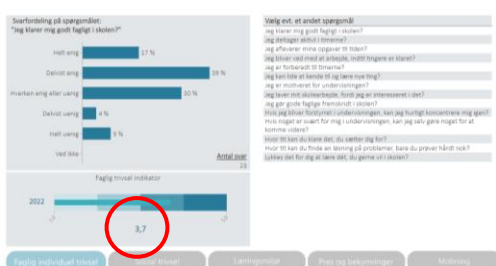 Svarfordeling på spørgsmålet:
"Jeg klarer mig godt fagligt i skolen?"
Helt enig
17 %
Delvist enig
39 %
Hverken enig eller uenig
30 %
Delvist uenig
4 %
Helt uenig
9 %
Ved ikke
Antal svar
23
Faglig trivsel indikator
2022
3,7
Vælg evt. et andet spørgsmål
Jeg klarer mig godt fagligt i skolen?
Jeg deltager aktivt i timerne?
Jeg afleverer mine opgaver til tiden?
Jeg bliver ved med at arbejde, indtil tingene er klaret?
Jeg er forberedt til timerne?
Jeg kan lide at kende til og lære nye ting?
Jeg er motiveret for undervisningen?
Jeg laver mit skolearbejde, fordi jeg er interesseret i det?
Jeg gør gode faglige fremskridt i skolen?
Hvis jeg bliver forstyrret i undervisningen, kan jeg hurtigt koncentrere mig igen?
Hvis noget er svært for mig i undervisningen, kan jeg selv gøre noget for at
komme videre?
Hvor tit kan du klare det, du sætter dig for?
Hvor tit kan du finde en løsning på problemer, bare du prøver hårdt nok?
Lykkes det for dig at lære det, du gerne vil i skolen?
Faglig individuel trivsel
Social trivsel
Læringsmiljø
Pres og bekymringer
Mobning